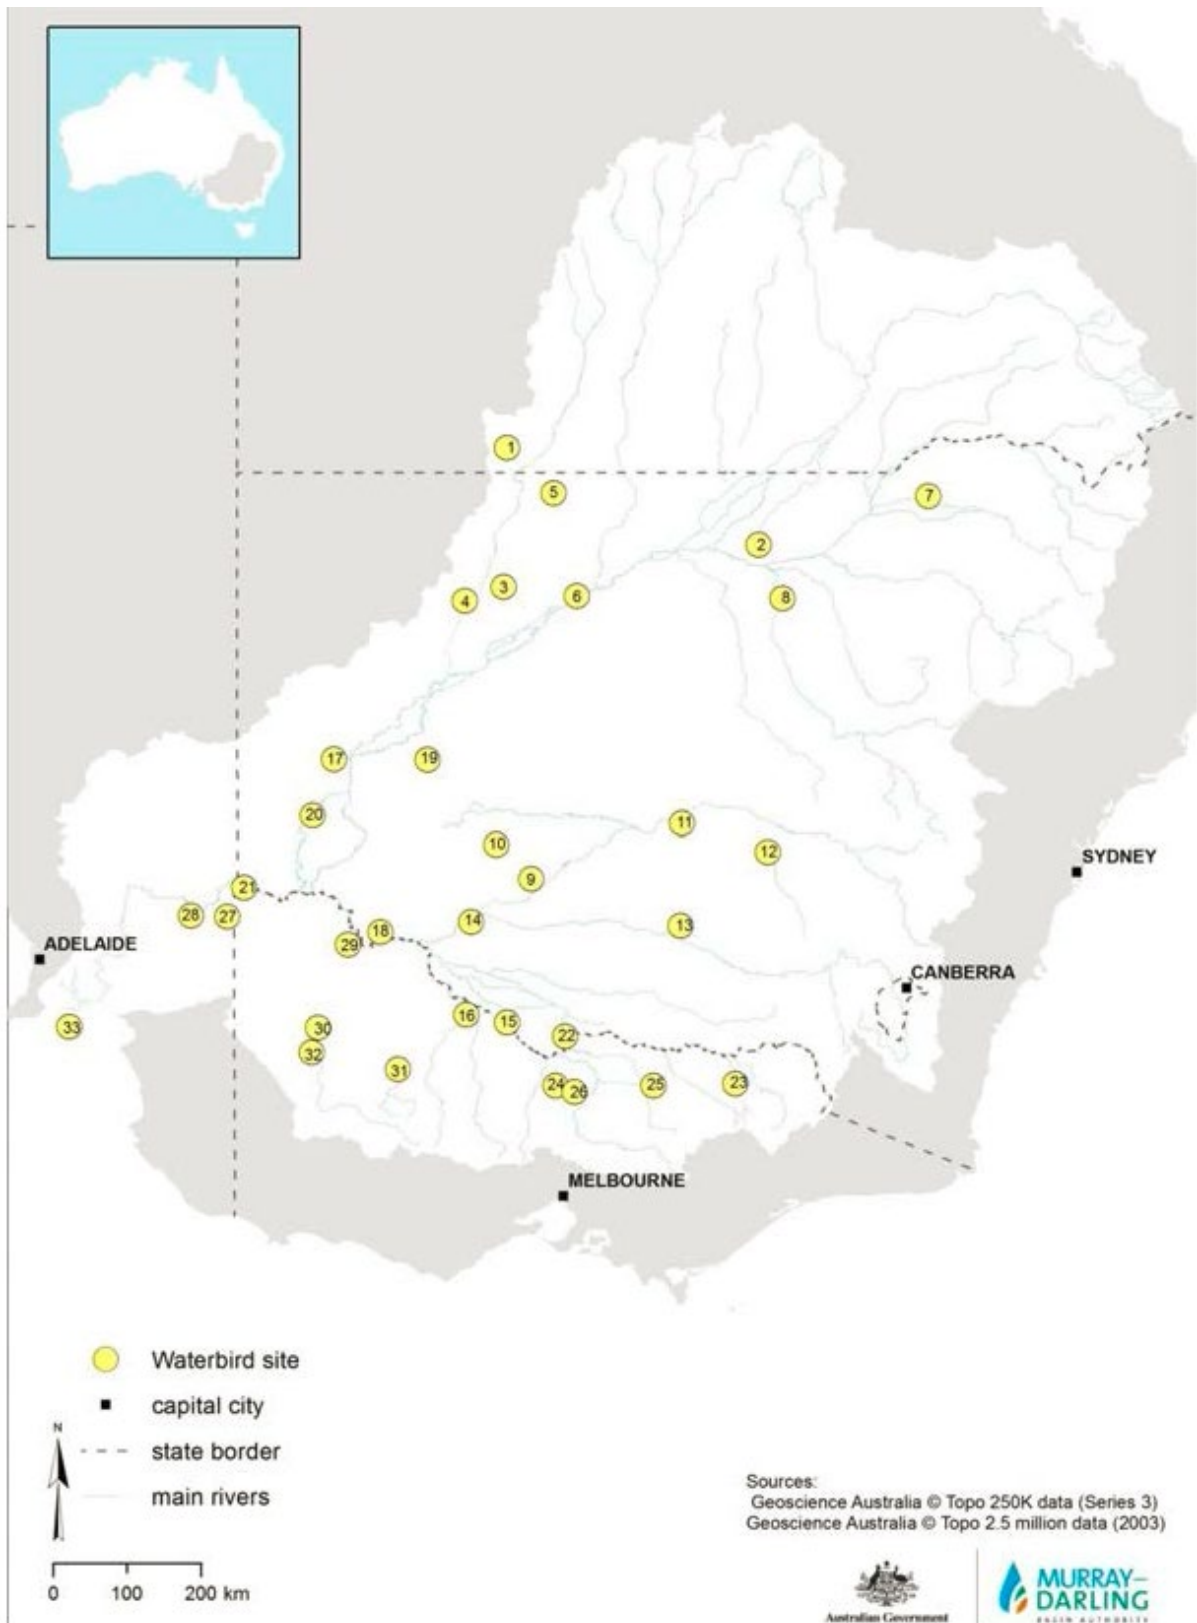 1
5
7
2
3
4
6
8
17
19
20
11
10
12
9
21
28
27
14
13
18
29
SYDNEY
ADELAIDE
CANBERRA
33
16
15
22
30
32
31
24
26
25
23
MELBOURNE
Waterbird site
capital city
N
state border
main rivers
0 100 200 km
Sources:
Geoscience Australia © Topo 250K data (Series 3)
Geoscience Australia © Topo 2.5 million data (2003)
Australian Government
MURRAY–
DARLING
BASIN AUTHORITY